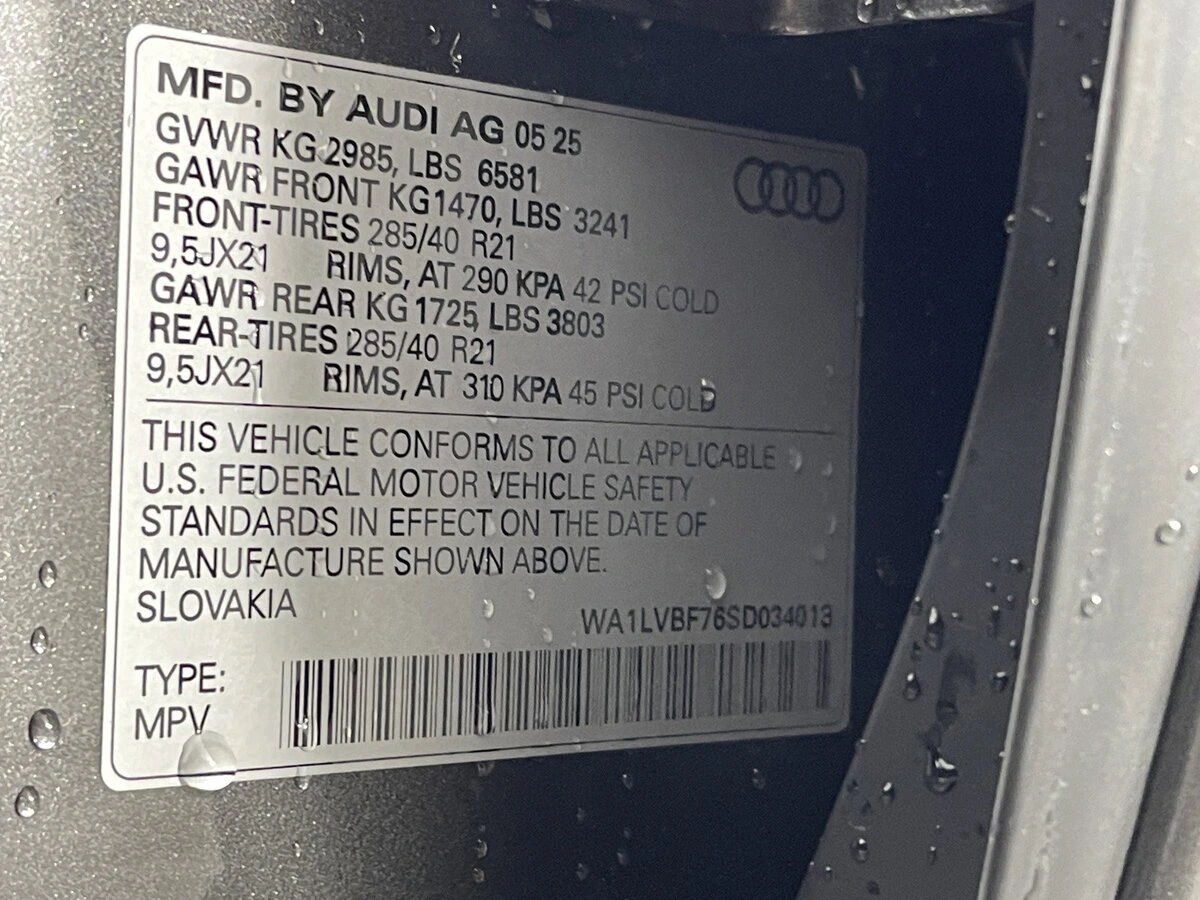 MFD. BY AUDI AG 05 25
GVWR KG 2985, LBS 6581
GAWR FRONT KG1470, LBS 3241
FRONT-TIRES 285/40 R21
9,5JX21 RIMS, AT 290 KPA 42 PSI COLD
GAWR REAR KG 1725, LBS 3803
REAR-TIRES 285/40 R21
9,5JX21 RIMS, AT 310 KPA 45 PSI COLD
THIS VEHICLE CONFORMS TO ALL APPLICABLE
U.S. FEDERAL MOTOR VEHICLE SAFETY
STANDARDS IN EFFECT ON THE DATE OF
MANUFACTURE SHOWN ABOVE.
SLOVAKIA
WA1LVBF76SD034013
TYPE:
MPV